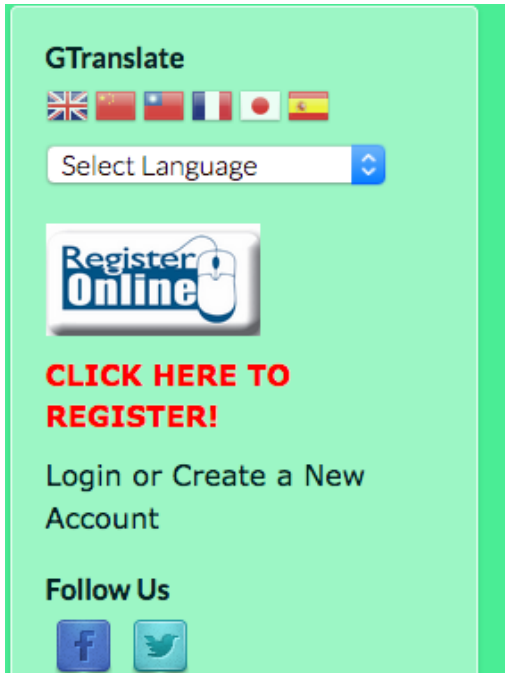 GTranslate
Select Language
Register
Online
CLICK HERE TO
REGISTER!
Login or Create a New
Account
Follow Us
f